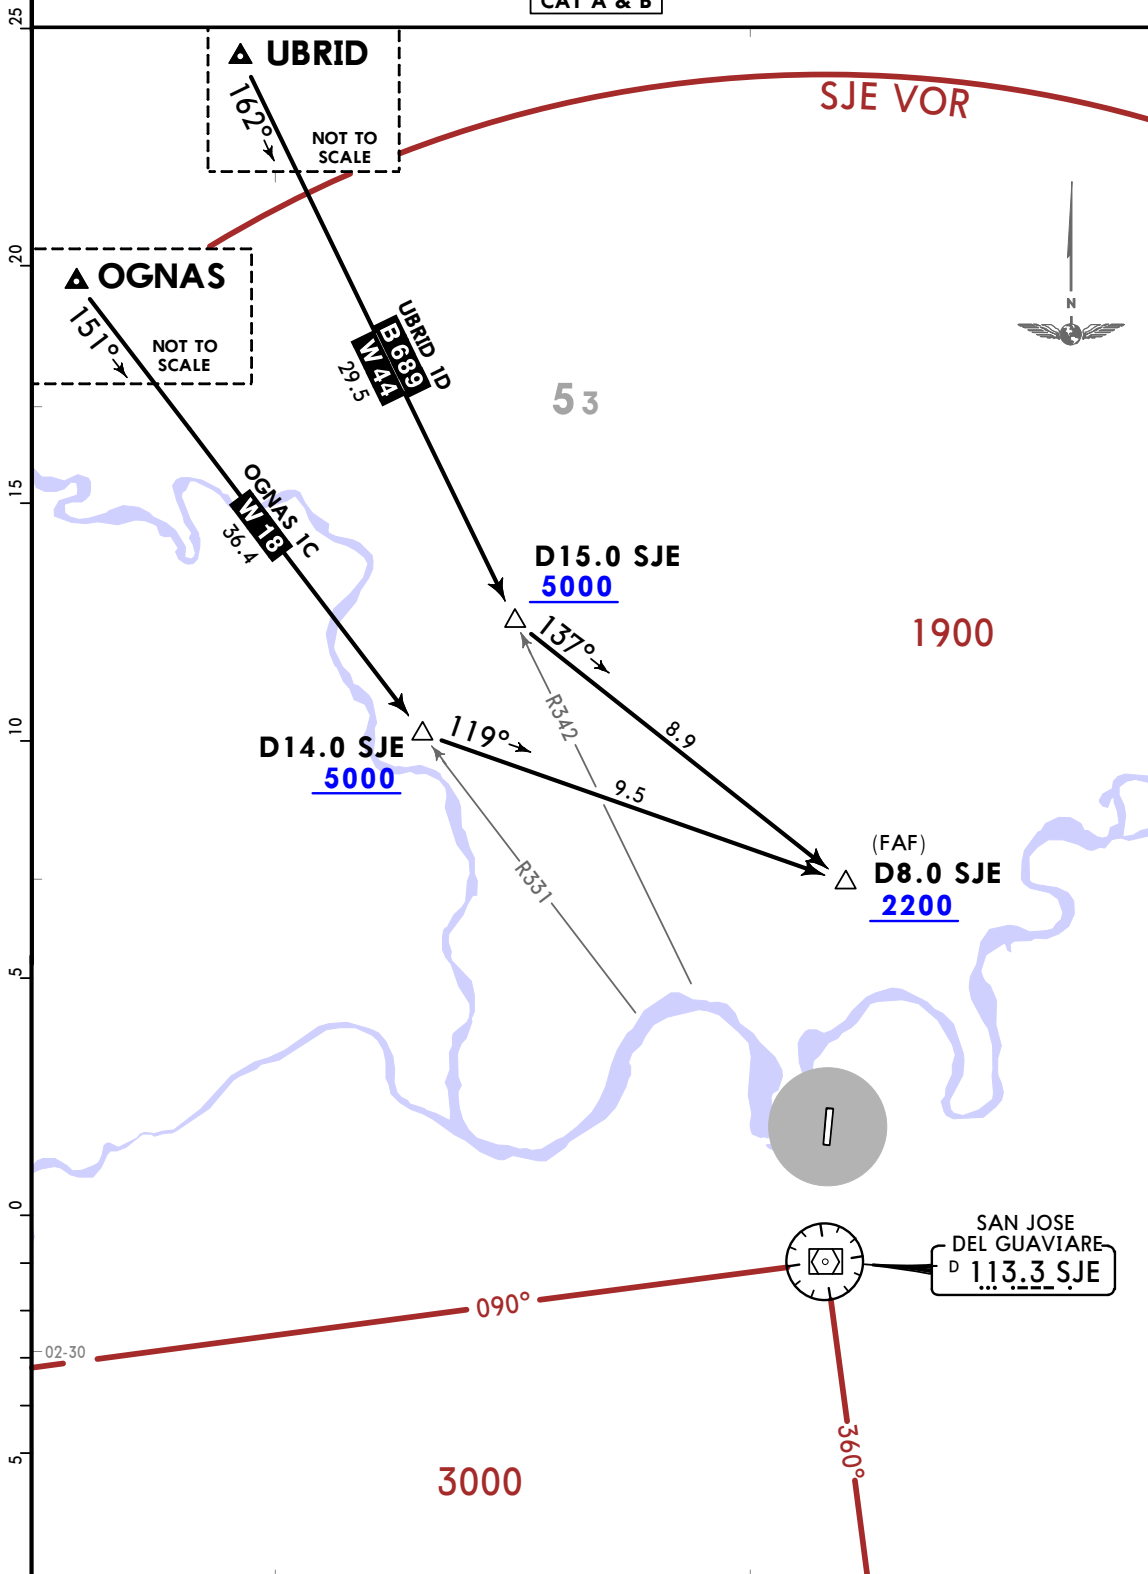 CAT A & B
25
UBRID
162°
NOT TO
SCALE
SJE VOR
20
OGNAS
151°
NOT TO
SCALE
N
UBRID 1D
B 689
W 44
29.5
53
15
OGNAS 1C
W 18
36.4
D15.0 SJE
5000
137°
1900
R342
10
D14.0 SJE
5000
119°
8.9
9.5
(FAF)
D8.0 SJE
2200
R331
5
0
SAN JOSE
DEL GUAVIARE
D 113.3 SJE
090°
02-30
360°
5
3000